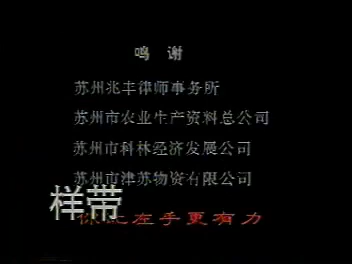 鸣 谢
苏州兆丰律师事务所
苏州市农业生产资料总公司
苏州市科林经济发展公司
苏州市津苏物资有限公司
样带
左手更有力